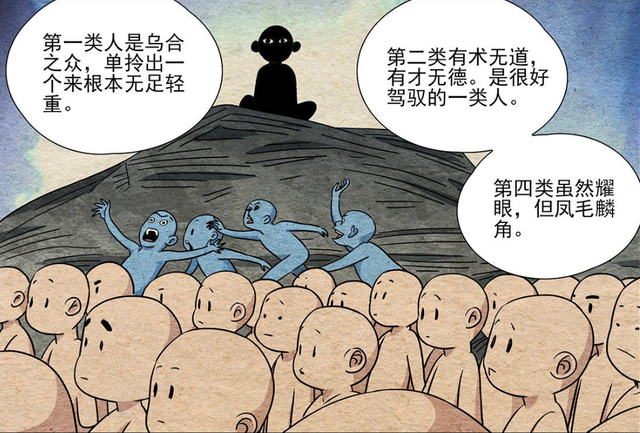 第一类人是乌合
之众，单拎出一
个来根本无足轻
重。
第二类有术无道，
有才无德。是很好
驾驭的一类人。
第四类虽然耀
眼，但凤毛麟
角。